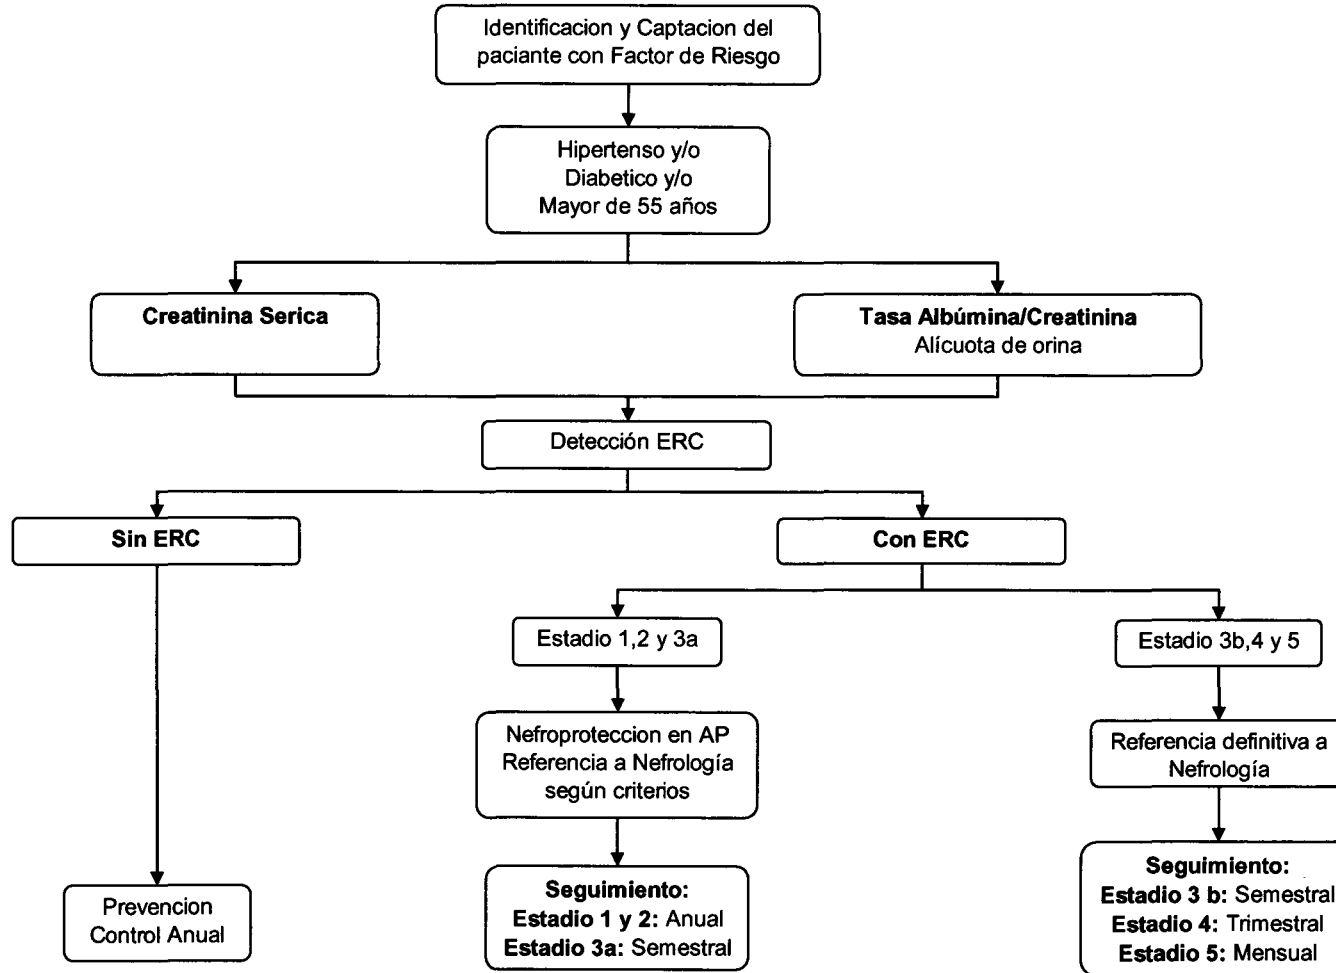 Identificacion y Captacion del
paciante con Factor de Riesgo
Hipertenso y/o
Diabetico y/o
Mayor de 55 años
Creatinina Serica
Tasa Albúmina/Creatinina
Alícuota de orina
Detección ERC
Sin ERC
Con ERC
Estadio 1,2 y 3a
Estadio 3b,4 y 5
Nefroproteccion en AP
Referencia a Nefrología
según criterios
Referencia definitiva a
Nefrología
Prevencion
Control Anual
Seguimiento:
Estadio 1 y 2: Anual
Estadio 3a: Semestral
Seguimiento:
Estadio 3 b: Semestral
Estadio 4: Trimestral
Estadio 5: Mensual